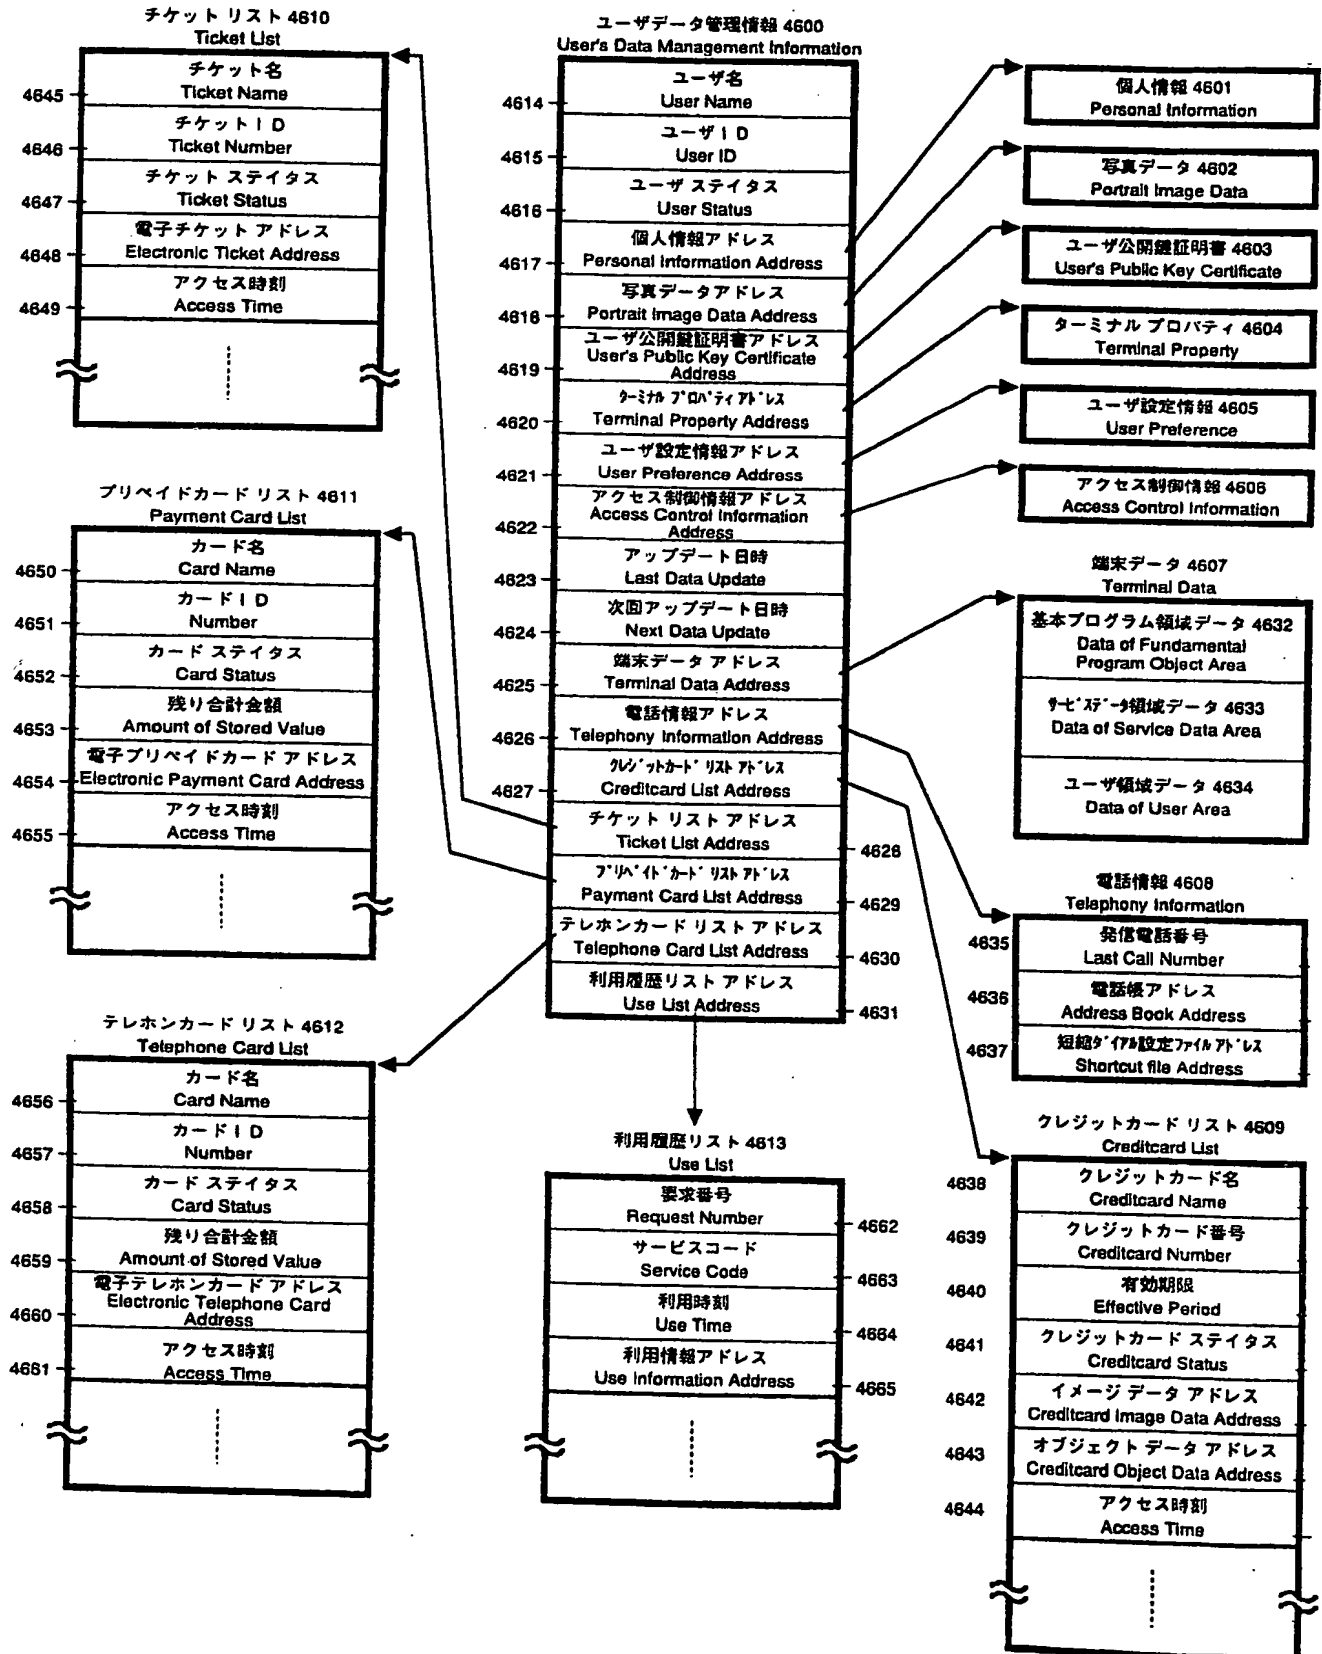 チケット リスト 4610
Ticket List
チケット名
Ticket Name
4645
チケットID
Ticket Number
4646
チケット ステイタス
Ticket Status
4647
電子チケット アドレス
Electronic Ticket Address
4648
アクセス時刻
Access Time
4649
プリペイドカード リスト 4611
Payment Card List
カード名
Card Name
4650
カードID
Number
4651
カード ステイタス
Card Status
4652
残り合計金額
Amount of Stored Value
4653
電子プリペイドカード アドレス
Electronic Payment Card Address
4654
アクセス時刻
Access Time
4655
テレホンカード リスト 4612
Telephone Card List
カード名
Card Name
4656
カードID
Number
4657
カード ステイタス
Card Status
4658
残り合計金額
Amount of Stored Value
4659
電子テレホンカード アドレス
Electronic Telephone Card
Address
4660
アクセス時刻
Access Time
4661
ユーザデータ管理情報 4600
User's Data Management Information
ユーザ名
User Name
4614
ユーザID
User ID
4615
ユーザ ステイタス
User Status
4616
個人情報アドレス
Personal Information Address
4617
写真データアドレス
Portrait Image Data Address
4618
ユーザ公開鍵証明書アドレス
User's Public Key Certificate
Address
4619
ターミナル プロパティ アドレス
Terminal Property Address
4620
ユーザ設定情報アドレス
User Preference Address
4621
アクセス制御情報アドレス
Access Control Information
Address
4622
アップデート日時
Last Data Update
4623
次回アップデート日時
Next Data Update
4624
端末データ アドレス
Terminal Data Address
4625
電話情報アドレス
Telephony Information Address
4626
クレジットカード リスト アドレス
Creditcard List Address
4627
チケット リスト アドレス
Ticket List Address
4628
プリペイドカード リスト アドレス
Payment Card List Address
4629
テレホンカード リスト アドレス
Telephone Card List Address
4630
利用履歴リスト アドレス
Use List Address
4631
利用履歴リスト 4613
Use List
要求番号
Request Number
4662
サービスコード
Service Code
4663
利用時刻
Use Time
4664
利用情報アドレス
Use Information Address
4665
個人情報 4601
Personal Information
写真データ 4602
Portrait Image Data
ユーザ公開鍵証明書 4603
User's Public Key Certificate
ターミナル プロパティ 4604
Terminal Property
ユーザ設定情報 4605
User Preference
アクセス制御情報 4606
Access Control Information
端末データ 4607
Terminal Data
基本プログラム領域データ 4632
Data of Fundamental
Program Object Area
サービスデータ領域データ 4633
Data of Service Data Area
ユーザ領域データ 4634
Data of User Area
電話情報 4608
Telephony Information
4635
発信電話番号
Last Call Number
4636
電話帳アドレス
Address Book Address
4637
短縮ダイアル設定ファイル アドレス
Shortcut file Address
クレジットカード リスト 4609
Creditcard List
4638
クレジットカード名
Creditcard Name
4639
クレジットカード番号
Creditcard Number
4640
有効期限
Effective Period
4641
クレジットカード ステイタス
Creditcard Status
4642
イメージ データ アドレス
Creditcard Image Data Address
4643
オブジェクト データ アドレス
Creditcard Object Data Address
4644
アクセス時刻
Access Time